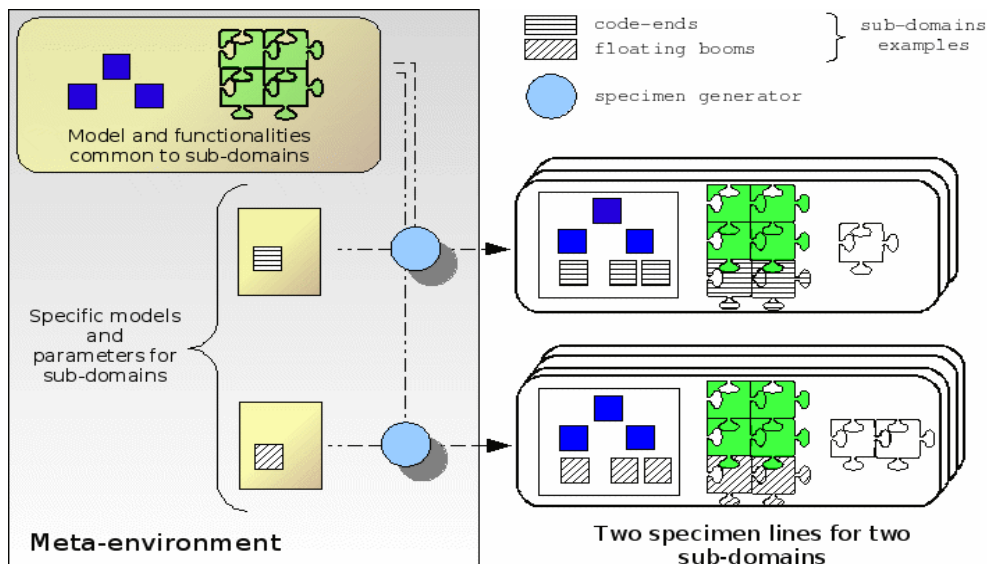 code-ends
floating booms
sub-domains
examples
specimen generator
Model and functionalities
common to sub-domains
Specific models
and
parameters for
sub-domains
Meta-environment
Two specimen lines for two
sub-domains